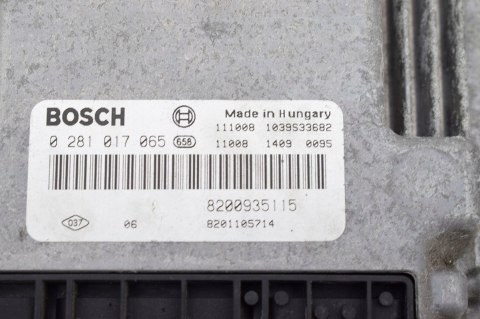 BOSCH
Made in Hungary
111008 1039S33682
0 281 017 065 658
11008 1409 0095
8200935115
037 06 8201105714